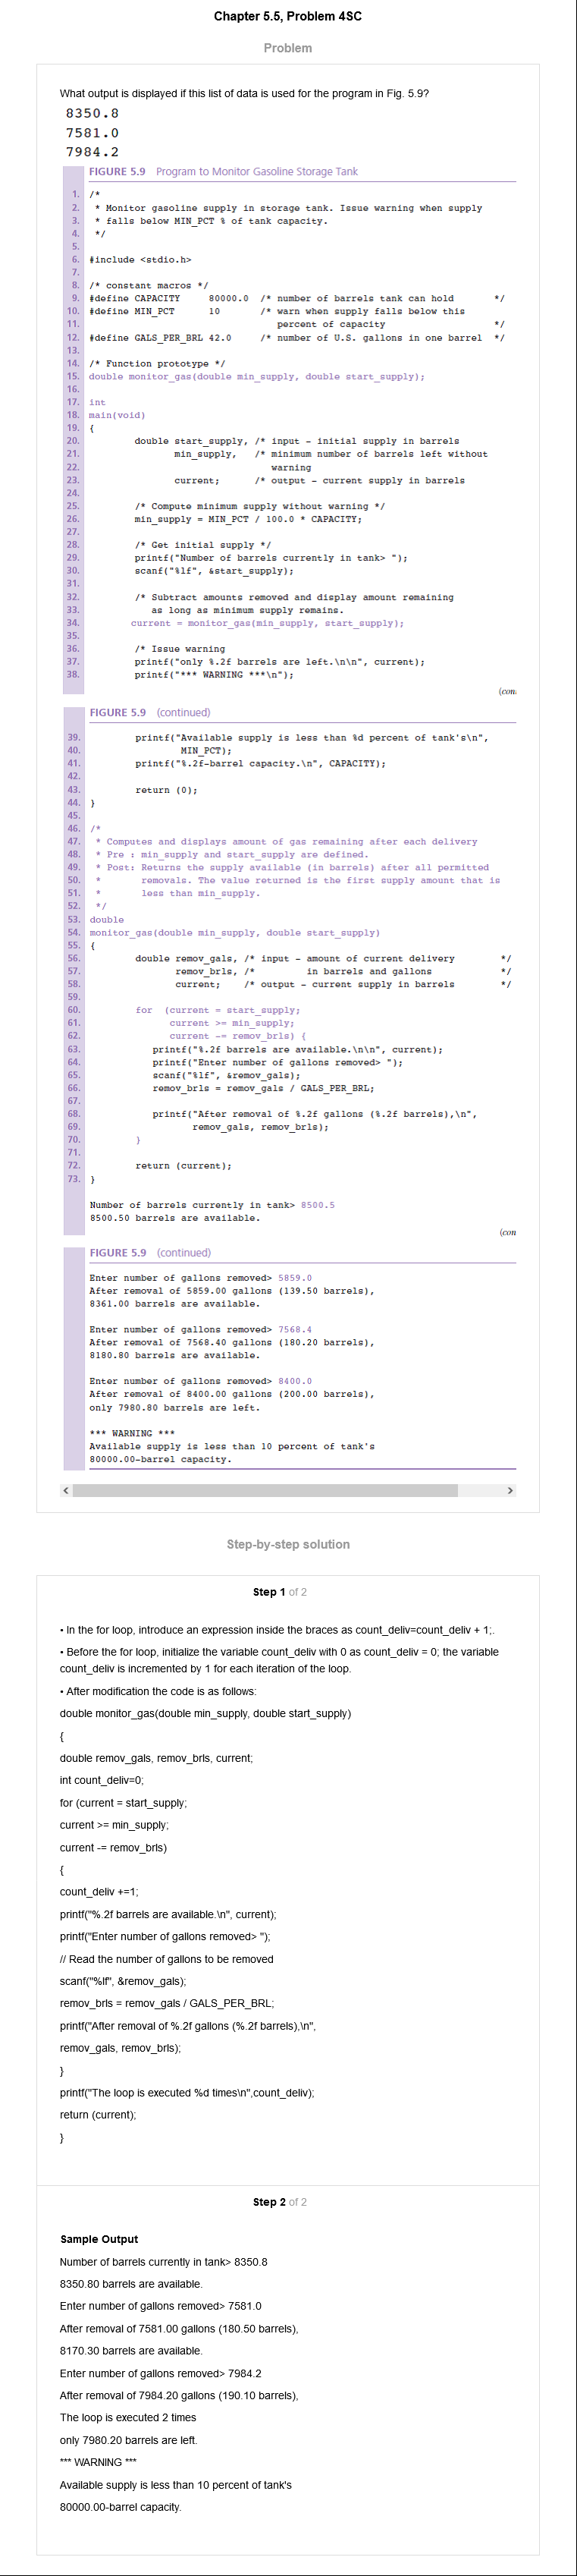 Chapter 5.5, Problem 4SC
Problem
What output is displayed if this list of data is used for the program in Fig. 5.9?
8350.8
7581.0
7984.2
FIGURE 5.9 Program to Monitor Gasoline Storage Tank
1. /*
2. * Monitor gasoline supply in storage tank. Issue warning when supply
3. * falls below MIN_PCT % of tank capacity.
4. */
5.
6. #include <stdio.h>
7.
8. /* constant macros */
9. #define CAPACITY 80000.0 /* number of barrels tank can hold */
10. #define MIN_PCT 10 /* warn when supply falls below this
11. percent of capacity */
12. #define GALS_PER_BRL 42.0 /* number of U.S. gallons in one barrel */
13.
14. /* Function prototype */
15. double monitor_gas(double min_supply, double start_supply);
16.
17. int
18. main(void)
19. {
20. double start_supply, /* input - initial supply in barrels
21. min_supply, /* minimum number of barrels left without
22. warning
23. current; /* output - current supply in barrels
24.
25. /* Compute minimum supply without warning */
26. min_supply = MIN_PCT / 100.0 * CAPACITY;
27.
28. /* Get initial supply */
29. printf("Number of barrels currently in tank> ");
30. scanf("%lf", &start_supply);
31.
32. /* Subtract amounts removed and display amount remaining
33. as long as minimum supply remains.
34. current = monitor_gas(min_supply, start_supply);
35.
36. /* Issue warning
37. printf("only %.2f barrels are left.\n\n", current);
38. printf("*** WARNING ***\n");
(con.
FIGURE 5.9 (continued)
39. printf("Available supply is less than %d percent of tank's\n",
40. MIN_PCT);
41. printf("%.2f-barrel capacity.\n", CAPACITY);
42.
43. return (0);
44. }
45.
46. /*
47. * Computes and displays amount of gas remaining after each delivery
48. * Pre : min_supply and start_supply are defined.
49. * Post: Returns the supply available (in barrels) after all permitted
50. * removals. The value returned is the first supply amount that is
51. * less than min_supply.
52. */
53. double
54. monitor_gas(double min_supply, double start_supply)
55. {
56. double remov_gals, /* input - amount of current delivery */
57. remov_brls, /* in barrels and gallons */
58. current; /* output - current supply in barrels */
59.
60. for (current = start_supply;
61. current >= min_supply;
62. current -= remov_brls) {
63. printf("%.2f barrels are available.\n\n", current);
64. printf("Enter number of gallons removed> ");
65. scanf("%lf", &remov_gals);
66. remov_brls = remov_gals / GALS_PER_BRL;
67.
68. printf("After removal of %.2f gallons (%.2f barrels),\n",
69. remov_gals, remov_brls);
70. }
71.
72. return (current);
73. }
Number of barrels currently in tank> 8500.5
8500.50 barrels are available.
(con
FIGURE 5.9 (continued)
Enter number of gallons removed> 5859.0
After removal of 5859.00 gallons (139.50 barrels),
8361.00 barrels are available.
Enter number of gallons removed> 7568.4
After removal of 7568.40 gallons (180.20 barrels),
8180.80 barrels are available.
Enter number of gallons removed> 8400.0
After removal of 8400.00 gallons (200.00 barrels),
only 7980.80 barrels are left.
*** WARNING ***
Available supply is less than 10 percent of tank's
80000.00-barrel capacity.
Step-by-step solution
Step 1 of 2
• In the for loop, introduce an expression inside the braces as count_deliv=count_deliv + 1;.
• Before the for loop, initialize the variable count_deliv with 0 as count_deliv = 0; the variable
count_deliv is incremented by 1 for each iteration of the loop.
• After modification the code is as follows:
double monitor_gas(double min_supply, double start_supply)
{
double remov_gals, remov_brls, current;
int count_deliv=0;
for (current = start_supply;
current >= min_supply;
current -= remov_brls)
{
count_deliv +=1;
printf("%.2f barrels are available.\n", current);
printf("Enter number of gallons removed> ");
// Read the number of gallons to be removed
scanf("%lf", &remov_gals);
remov_brls = remov_gals / GALS_PER_BRL;
printf("After removal of %.2f gallons (%.2f barrels),\n",
remov_gals, remov_brls);
}
printf("The loop is executed %d times\n",count_deliv);
return (current);
}
Step 2 of 2
Sample Output
Number of barrels currently in tank> 8350.8
8350.80 barrels are available.
Enter number of gallons removed> 7581.0
After removal of 7581.00 gallons (180.50 barrels),
8170.30 barrels are available.
Enter number of gallons removed> 7984.2
After removal of 7984.20 gallons (190.10 barrels),
The loop is executed 2 times
only 7980.20 barrels are left.
*** WARNING ***
Available supply is less than 10 percent of tank's
80000.00-barrel capacity.